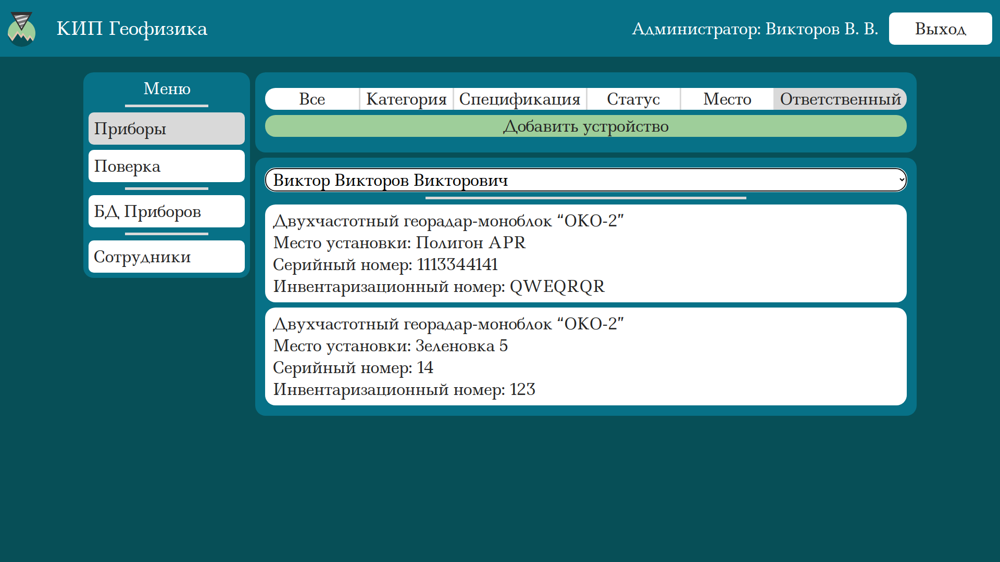 КИП Геофизика
Администратор: Викторов В. В.
Выход
Меню
Приборы
Поверка
БД Приборов
Сотрудники
Все
Категория
Спецификация
Статус
Место
Ответственный
Добавить устройство
Виктор Викторов Викторович
Двухчастотный георадар-моноблок “ОКО-2”
Место установки: Полигон APR
Серийный номер: 1113344141
Инвентаризационный номер: QWEQRQR
Двухчастотный георадар-моноблок “ОКО-2”
Место установки: Зеленовка 5
Серийный номер: 14
Инвентаризационный номер: 123